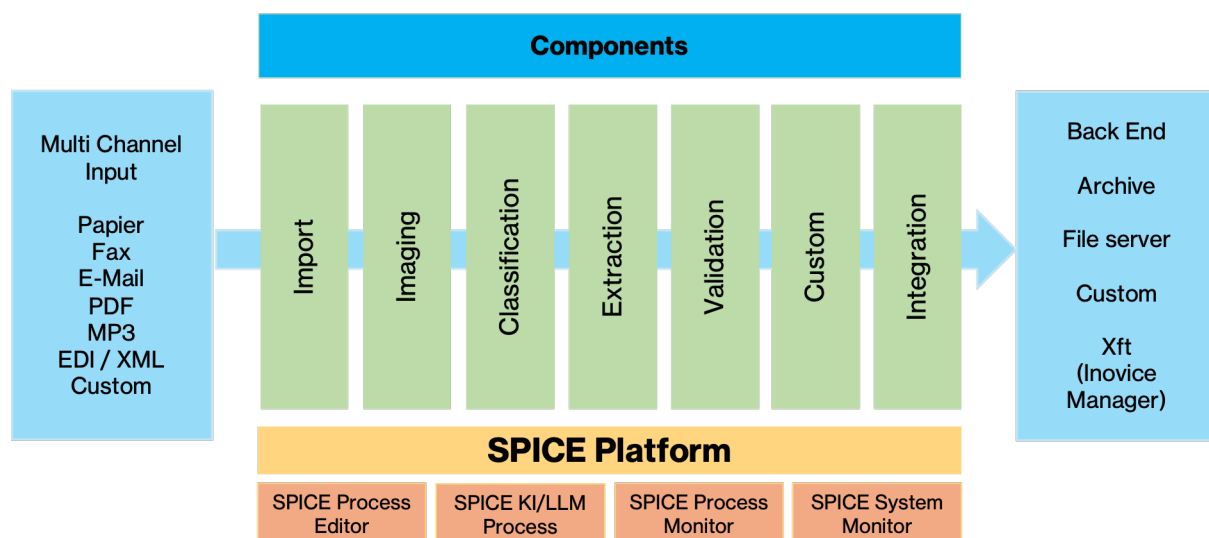 Components
Multi Channel
Input
Papier
Fax
E-Mail
PDF
MP3
EDI / XML
Custom
Import
Imaging
Classification
Extraction
Validation
Custom
Integration
Back End
Archive
File server
Custom
Xft
(Inovice
Manager)
SPICE Platform
SPICE Process
Editor
SPICE KI/LLM
Process
SPICE Process
Monitor
SPICE System
Monitor